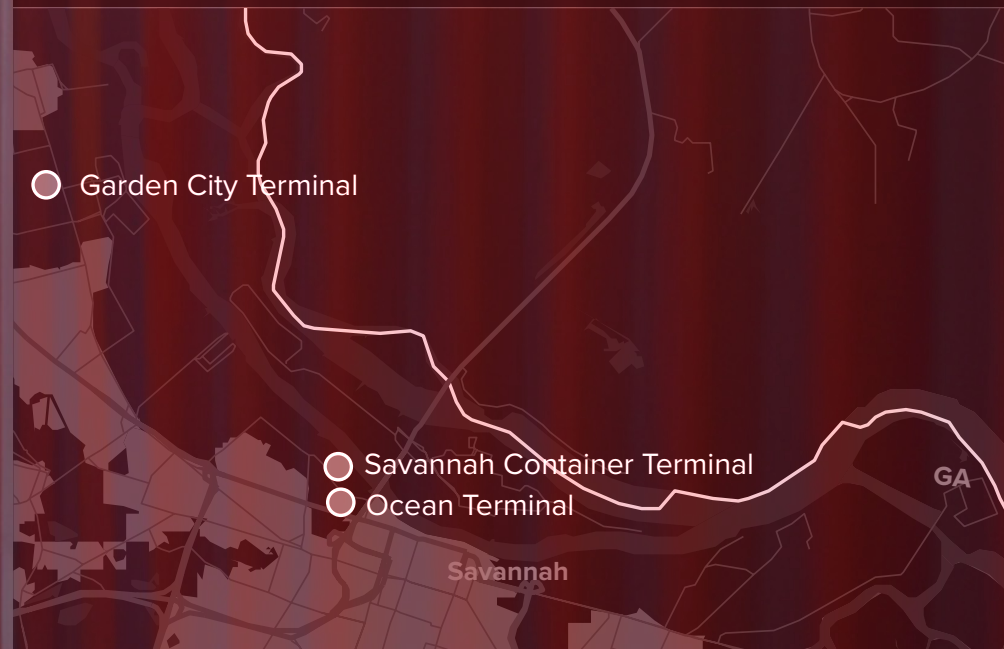 Garden City Terminal
Savannah Container Terminal
GA
Ocean Terminal
Savannah